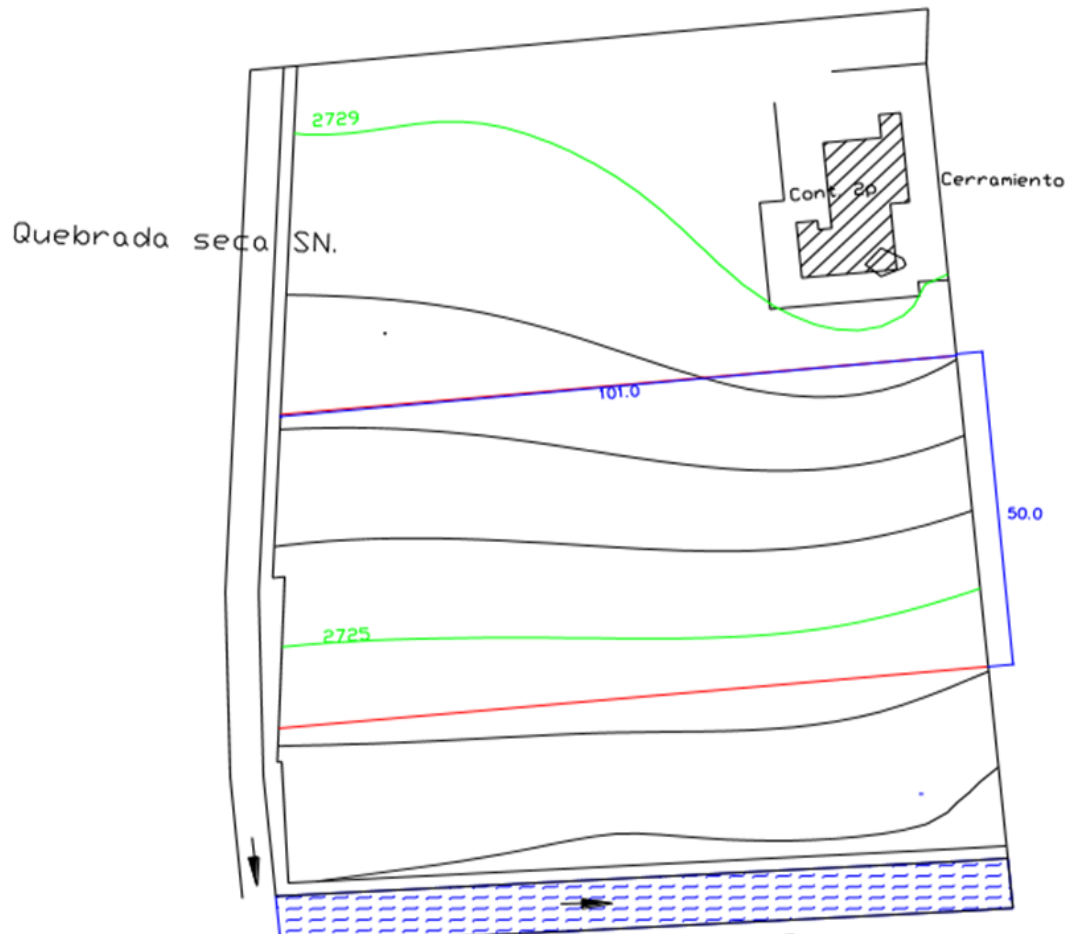 2729
Cerramiento
Cont. 2p
Quebrada seca SN.
101.0
50.0
2725